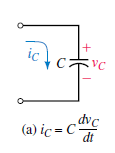 i_C C + v_C −
(a) i_C = C dv_C/dt